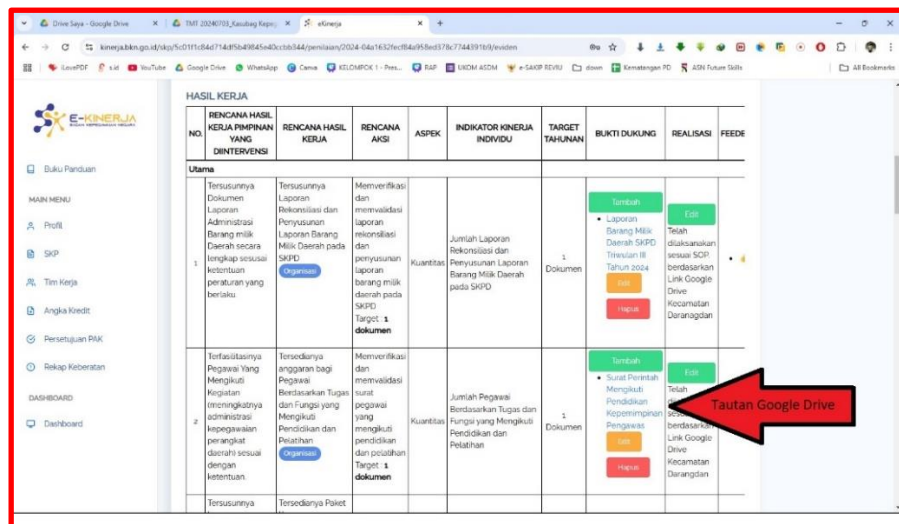 Drive Saya - Google Drive
TMT 20240703_Kasubag Kepeg
eKinerja
kinerja.bkn.go.id/skp/5c01f1c84d714df5b49845e40ccbb344/penilaian/2024-04a1632fecf84a958ed378c7744391b9/eviden
iLovePDF
s.id
YouTube
Google Drive
WhatsApp
Canva
KELOMPOK 1 - Pres...
RAP
UKOM ASDM
e-SAKIP REVIU
down
Kematangan PD
ASN Future Skills
All Bookmarks
E-KINERJA
BADAN KEPEGAWAIAN NEGARA
Buku Panduan
MAIN MENU
Profil
SKP
Tim Kerja
Angka Kredit
Persetujuan PAK
Rekap Keberatan
DASHBOARD
Dashboard
HASIL KERJA
NO.
RENCANA HASIL
KERJA PIMPINAN
YANG
DIINTERVENSI
RENCANA HASIL
KERJA
RENCANA
AKSI
ASPEK
INDIKATOR KINERJA
INDIVIDU
TARGET
TAHUNAN
BUKTI DUKUNG
REALISASI
FEEDE
Utama
1
Tersusunnya
Dokumen
Laporan
Administrasi
Barang milik
Daerah secara
lengkap sesusai
ketentuan
peraturan yang
berlaku
Tersusunnya
Laporan
Rekonsiliasi dan
Penyusunan
Laporan Barang
Milik Daerah pada
SKPD
Organisasi
Memverifikasi
dan
memvalidasi
laporan
rekonsiliasi
dan
penyusunan
laporan
barang milik
daerah pada
SKPD
Target : 1
dokumen
Kuantitas
Jumlah Laporan
Rekonsiliasi dan
Penyusunan Laporan
Barang Milik Daerah
pada SKPD
1
Dokumen
Tambah
Laporan
Barang Milik
Daerah SKPD
Triwulan III
Tahun 2024
Edit
Hapus
Edit
Telah
dilaksanakan
sesuai SOP.
berdasarkan
Link Google
Drive
Kecamatan
Daranagdan
2
Terfasilitasinya
Pegawai Yang
Mengikuti
Kegiatan
(meningkatnya
administrasi
kepegawaian
perangkat
daerah) sesuai
dengan
ketentuan.
Tersedianya
anggaran bagi
Pegawai
Berdasarkan Tugas
dan Fungsi yang
Mengikuti
Pendidikan dan
Pelatihan
Organisasi
Memverifikasi
dan
memvalidasi
surat
pegawai
yang
mengikuti
pendidikan
dan pelatihan
Target : 1
dokumen
Kuantitas
Jumlah Pegawai
Berdasarkan Tugas dan
Fungsi yang Mengikuti
Pendidikan dan
Pelatihan
1
Dokumen
Tambah
Surat Perintah
Mengikuti
Pendidikan
Kepemimpinan
Pengawas
Edit
Hapus
Edit
Telah
berdasarkan
Link Google
Drive
Kecamatan
Darangdan
Tautan Google Drive
Tersusunnya
Tersedianya Paket